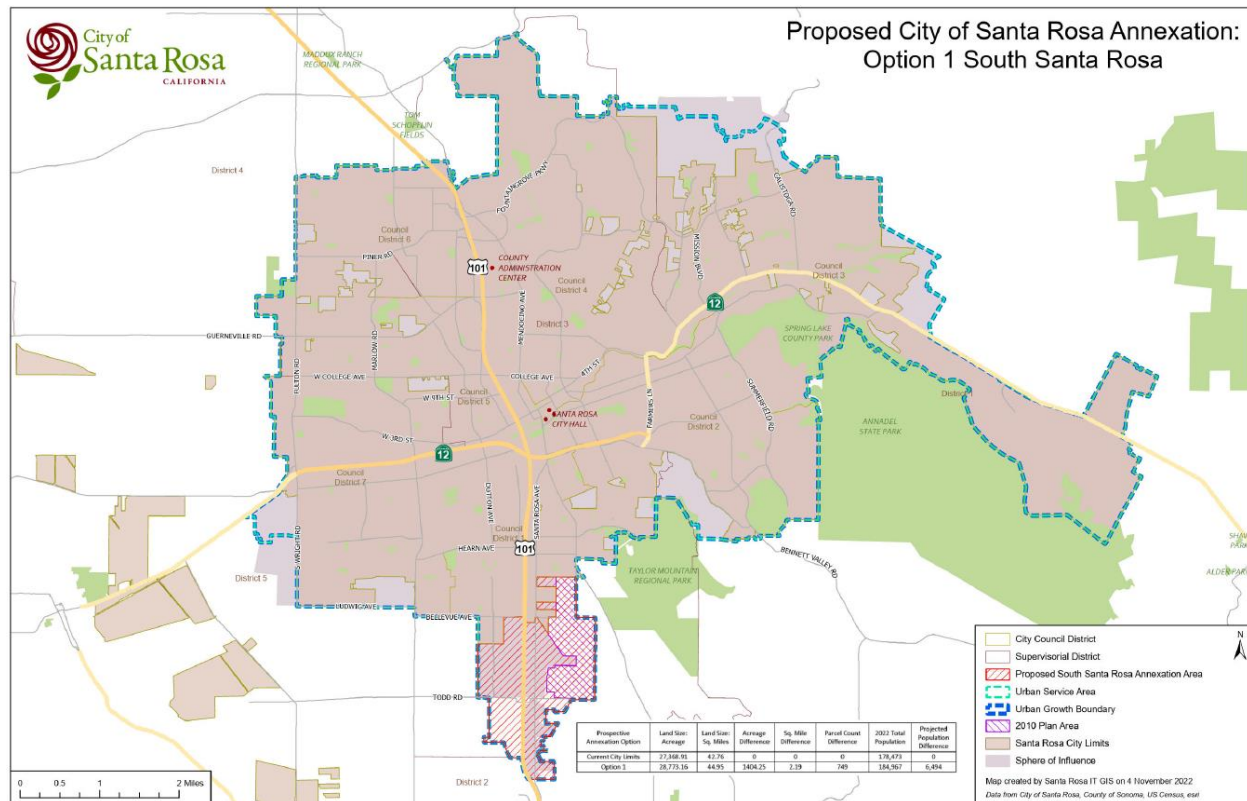 City of
Santa Rosa
CALIFORNIA
Proposed City of Santa Rosa Annexation:
Option 1 South Santa Rosa
MADDUX RANCH
REGIONAL PARK
TOM
SCHOPFLIN
FIELDS
District 4
FOUNTAINGROVE PKWY
CALISTOGA RD
Council
District 6
PINER RD
101
COUNTY
ADMINISTRATION
CENTER
MISSION BLVD
Council
District 3
Council
District 4
12
MENDOCINO AVE
District 3
GUERNEVILLE RD
MARLOW RD
SPRING LAKE
COUNTY PARK
4TH ST
FULTON RD
W COLLEGE AVE
COLLEGE AVE
SUMMERFIELD RD
District 1
W 9TH ST
Council
District 5
FARMERS LN
SANTA ROSA
CITY HALL
Council
District 2
ANNADEL
STATE PARK
W 3RD ST
12
Council
District 7
DUTTON AVE
SANTA ROSA AVE
Council
HEARN AVE
101
S WRIGHT RD
BENNETT VALLEY RD
District 5
TAYLOR MOUNTAIN
REGIONAL PARK
LUDWIG AVE
BELLEVUE AVE
TODD RD
District 2
City Council District
Supervisorial District
Proposed South Santa Rosa Annexation Area
Urban Service Area
Urban Growth Boundary
2010 Plan Area
Santa Rosa City Limits
Sphere of Influence
N
Prospective Annexation Option Land Size: Acreage Land Size: Sq. Miles Acreage Difference Sq. Mile Difference Parcel Count Difference 2022 Total Population Projected Population Difference
Current City Limits 27,368.91 42.76 0 0 0 178,473 0
Option 1 28,773.16 44.95 1404.25 2.19 749 184,967 6,494
0 0.5 1 2 Miles
Map created by Santa Rosa IT GIS on 4 November 2022
Data from City of Santa Rosa, County of Sonoma, US Census, esri